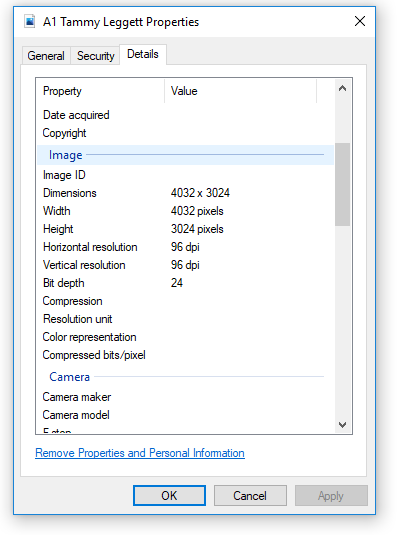 A1 Tammy Leggett Properties
General Security Details
Property Value
Date acquired
Copyright
Image
Image ID
Dimensions 4032 x 3024
Width 4032 pixels
Height 3024 pixels
Horizontal resolution 96 dpi
Vertical resolution 96 dpi
Bit depth 24
Compression
Resolution unit
Color representation
Compressed bits/pixel
Camera
Camera maker
Camera model
Remove Properties and Personal Information
OK Cancel Apply